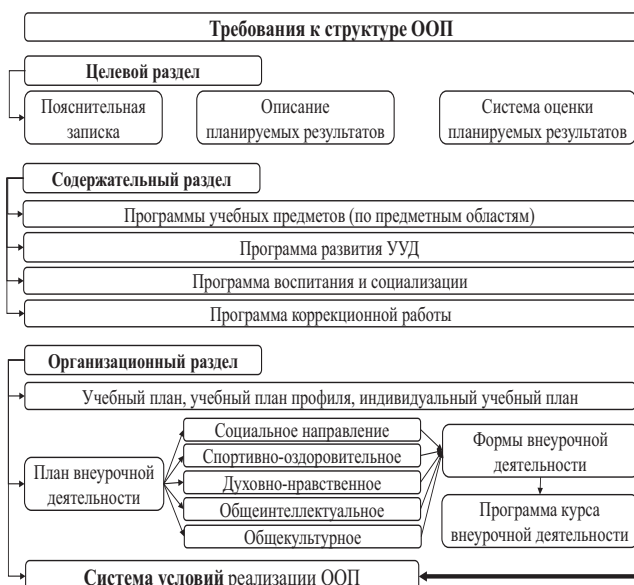 Требования к структуре ООП
Целевой раздел
Пояснительная
записка
Описание
планируемых результатов
Система оценки
планируемых результатов
Содержательный раздел
Программы учебных предметов (по предметным областям)
Программа развития УУД
Программа воспитания и социализации
Программа коррекционной работы
Организационный раздел
Учебный план, учебный план профиля, индивидуальный учебный план
План внеурочной
деятельности
Социальное направление
Спортивно-оздоровительное
Духовно-нравственное
Общеинтеллектуальное
Общекультурное
Формы внеурочной
деятельности
Программа курса
внеурочной деятельности
Система условий реализации ООП